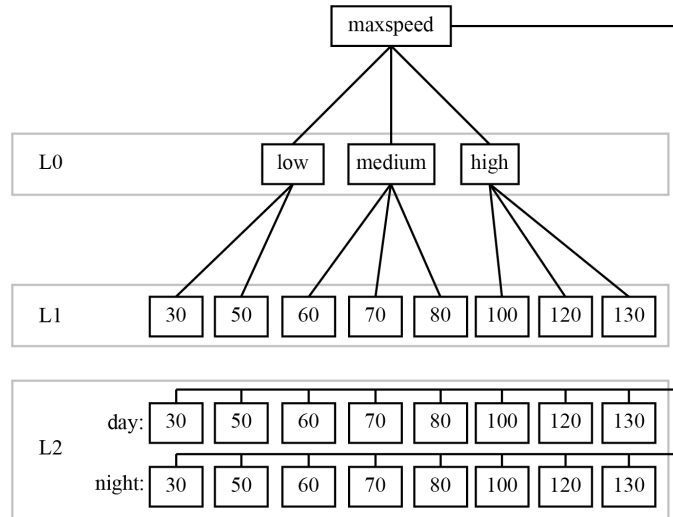 maxspeed
L0 low medium high
L1 30 50 60 70 80 100 120 130
L2
day: 30 50 60 70 80 100 120 130
night: 30 50 60 70 80 100 120 130